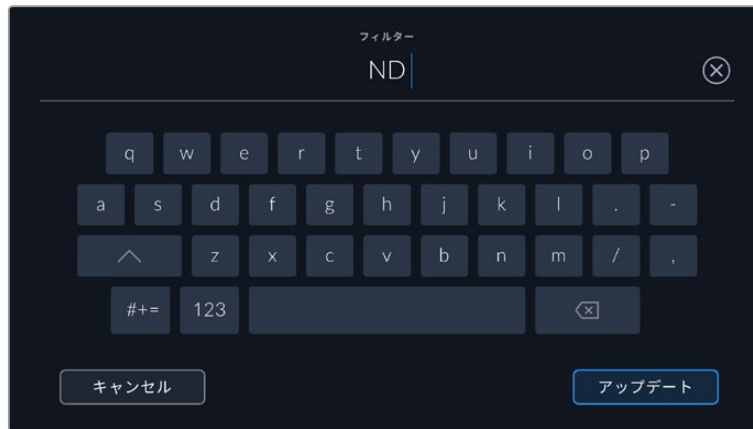 フィルター
ND
q w e r t y u i o p
a s d f g h j k l . -
z x c v b n m / ,
#+= 123
キャンセル アップデート